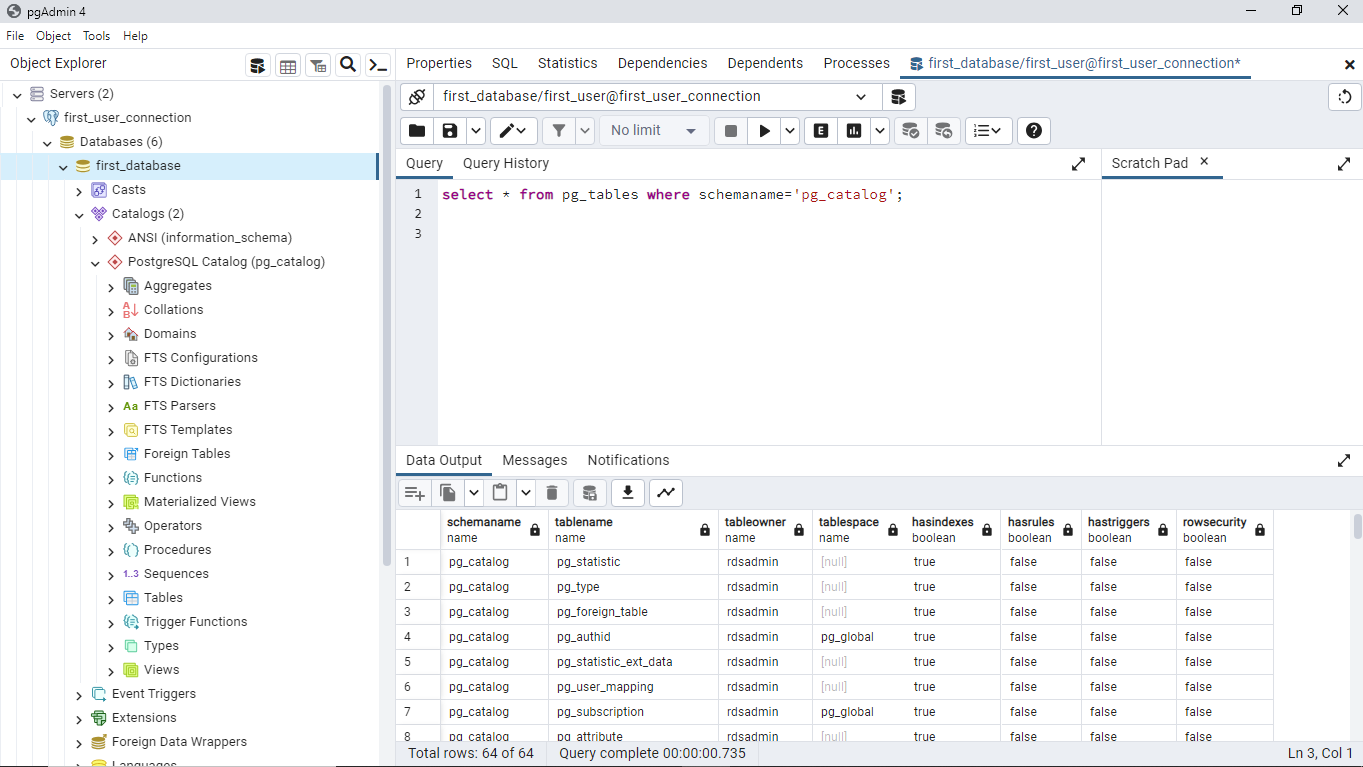 pgAdmin 4
File Object Tools Help
Object Explorer
Properties SQL Statistics Dependencies Dependents Processes first_database/first_user@first_user_connection*
Servers (2)
first_user_connection
Databases (6)
first_database
Casts
Catalogs (2)
ANSI (information_schema)
PostgreSQL Catalog (pg_catalog)
Aggregates
Collations
Domains
FTS Configurations
FTS Dictionaries
Aa FTS Parsers
FTS Templates
Foreign Tables
Functions
Materialized Views
Operators
Procedures
1..3 Sequences
Tables
Trigger Functions
Types
Views
Event Triggers
Extensions
Foreign Data Wrappers
Languages
first_database/first_user@first_user_connection
No limit E
Query Query History
Scratch Pad
1 select * from pg_tables where schemaname='pg_catalog';
2
3
Data Output Messages Notifications
schemaname tablename tableowner tablespace hasindexes hasrules hastriggers rowsecurity
name name name name boolean boolean boolean boolean
1 pg_catalog pg_statistic rdsadmin [null] true false false false
2 pg_catalog pg_type rdsadmin [null] true false false false
3 pg_catalog pg_foreign_table rdsadmin [null] true false false false
4 pg_catalog pg_authid rdsadmin pg_global true false false false
5 pg_catalog pg_statistic_ext_data rdsadmin [null] true false false false
6 pg_catalog pg_user_mapping rdsadmin [null] true false false false
7 pg_catalog pg_subscription rdsadmin pg_global true false false false
8 pg_catalog pg_attribute rdsadmin [null] true false false false
Total rows: 64 of 64 Query complete 00:00:00.735 Ln 3, Col 1